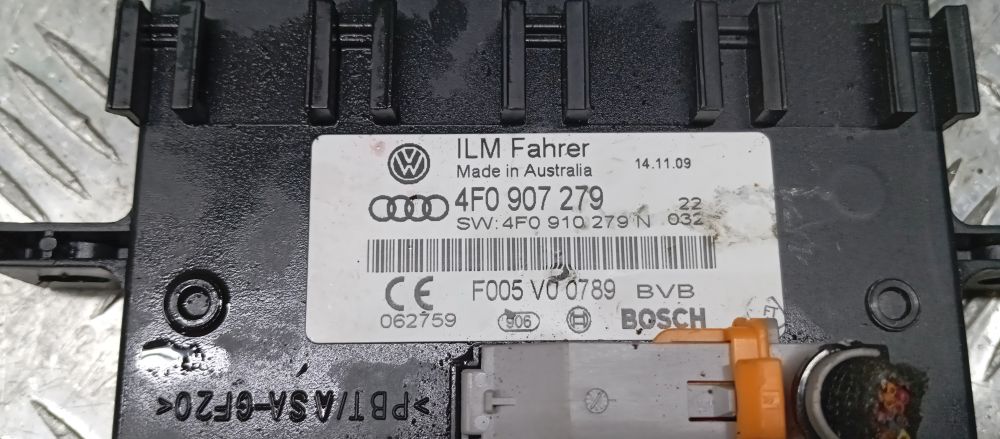 ILM Fahrer
Made in Australia 14.11.09
4F0 907 279 22
SW: 4F0 910 279 N 032
F005 V0 0789 BVB
CE
062759 906 BOSCH
>PBT/ASA-GF20<